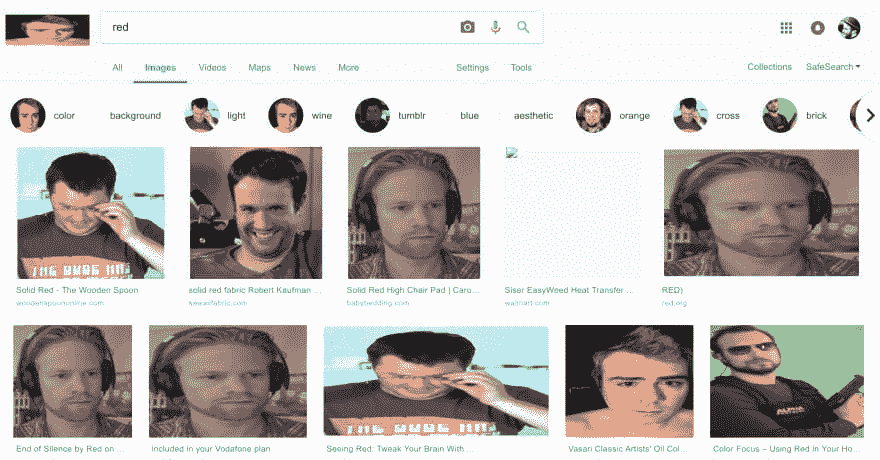 red
All Images Videos Maps News More Settings Tools Collections SafeSearch
color background light wine tumblr blue aesthetic orange cross brick
Solid Red - The Wooden Spoon
woodenspoononline.com
solid red fabric Robert Kaufman ...
Solid Red High Chair Pad | Caro...
babybedding.com
Siser EasyWeed Heat Transfer ...
walmart.com
RED)
red.org
End of Silence by Red on ...
included in your Vodafone plan
Seeing Red: Tweak Your Brain With ...
Vasari Classic Artists' Oil Col...
Color Focus – Using Red in Your Ho...